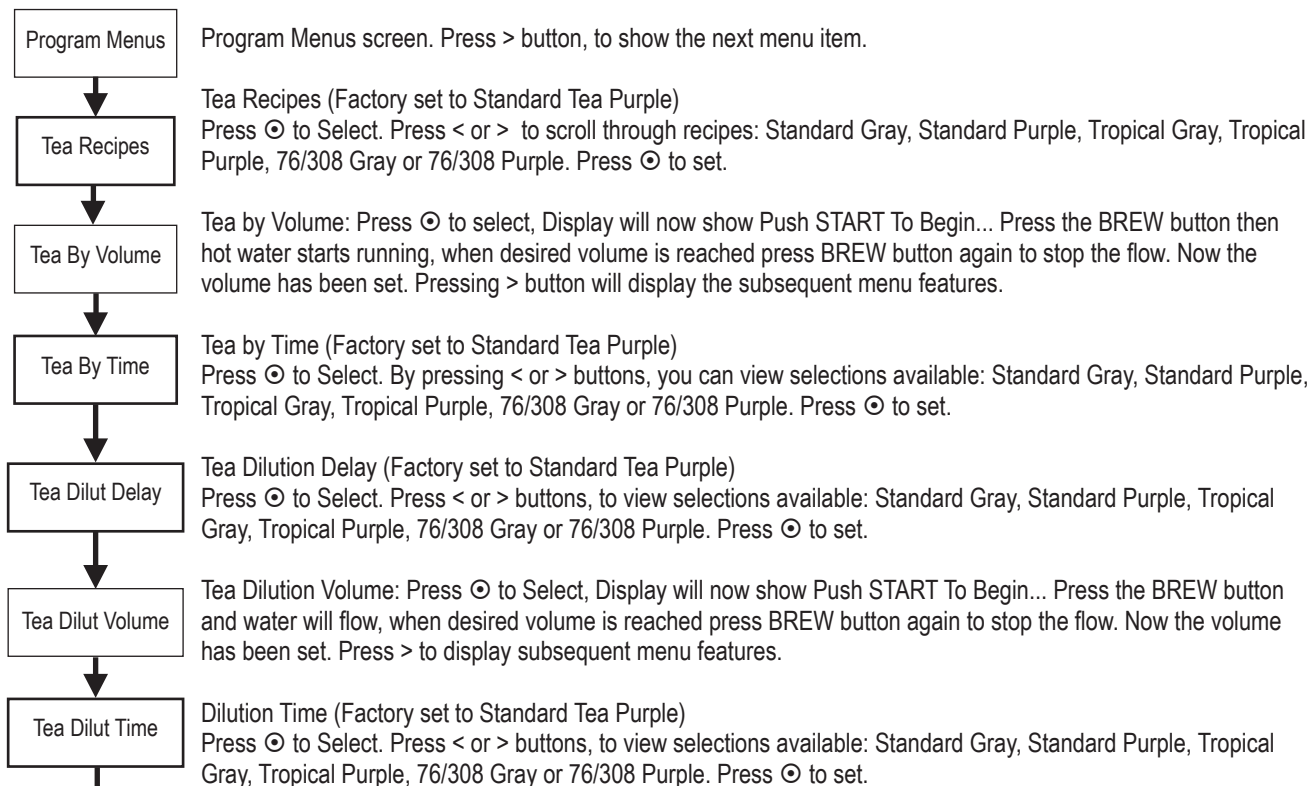 Program Menus
Program Menus screen. Press > button, to show the next menu item.
Tea Recipes
Tea Recipes (Factory set to Standard Tea Purple)
Press ⊙ to Select. Press < or > to scroll through recipes: Standard Gray, Standard Purple, Tropical Gray, Tropical
Purple, 76/308 Gray or 76/308 Purple. Press ⊙ to set.
Tea By Volume
Tea by Volume: Press ⊙ to select, Display will now show Push START To Begin... Press the BREW button then
hot water starts running, when desired volume is reached press BREW button again to stop the flow. Now the
volume has been set. Pressing > button will display the subsequent menu features.
Tea By Time
Tea by Time (Factory set to Standard Tea Purple)
Press ⊙ to Select. By pressing < or > buttons, you can view selections available: Standard Gray, Standard Purple,
Tropical Gray, Tropical Purple, 76/308 Gray or 76/308 Purple. Press ⊙ to set.
Tea Dilut Delay
Tea Dilution Delay (Factory set to Standard Tea Purple)
Press ⊙ to Select. Press < or > buttons, to view selections available: Standard Gray, Standard Purple, Tropical
Gray, Tropical Purple, 76/308 Gray or 76/308 Purple. Press ⊙ to set.
Tea Dilut Volume
Tea Dilution Volume: Press ⊙ to Select, Display will now show Push START To Begin... Press the BREW button
and water will flow, when desired volume is reached press BREW button again to stop the flow. Now the volume
has been set. Press > to display subsequent menu features.
Tea Dilut Time
Dilution Time (Factory set to Standard Tea Purple)
Press ⊙ to Select. Press < or > buttons, to view selections available: Standard Gray, Standard Purple, Tropical
Gray, Tropical Purple, 76/308 Gray or 76/308 Purple. Press ⊙ to set.